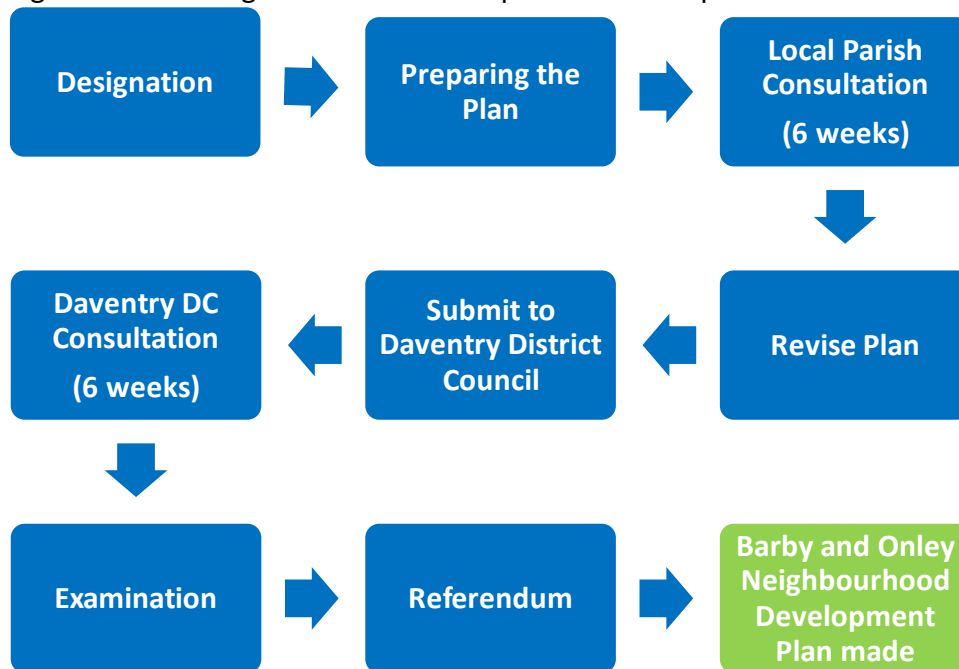 Designation
Preparing the
Plan
Local Parish
Consultation
(6 weeks)
Revise Plan
Submit to
Daventry District
Council
Daventry DC
Consultation
(6 weeks)
Examination
Referendum
Barby and Onley
Neighbourhood
Development
Plan made